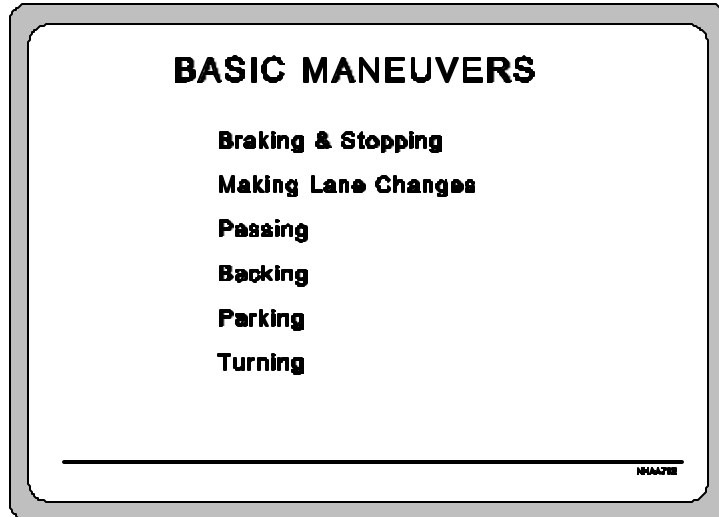 BASIC MANEUVERS
Braking & Stopping
Making Lane Changes
Passing
Backing
Parking
Turning